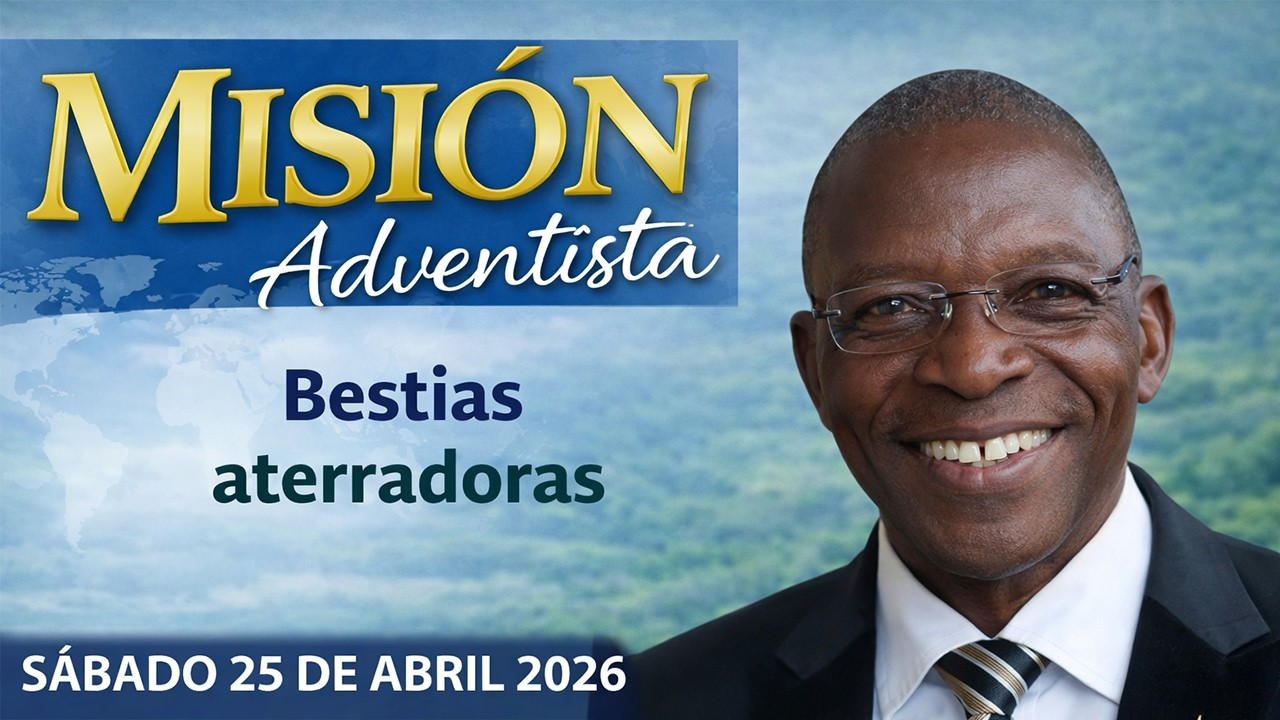 MISIÓN
Adventista
Bestias
aterradoras
SÁBADO 25 DE ABRIL 2026